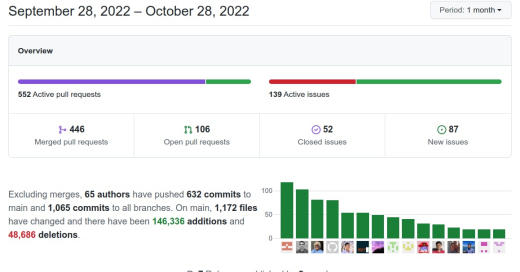 September 28, 2022 – October 28, 2022
Period: 1 month
Overview
552 Active pull requests
139 Active issues
446
Merged pull requests
106
Open pull requests
52
Closed issues
87
New issues
Excluding merges, 65 authors have pushed 632 commits to
main and 1,065 commits to all branches. On main, 1,172 files
have changed and there have been 146,336 additions and
48,686 deletions.
100
50
0